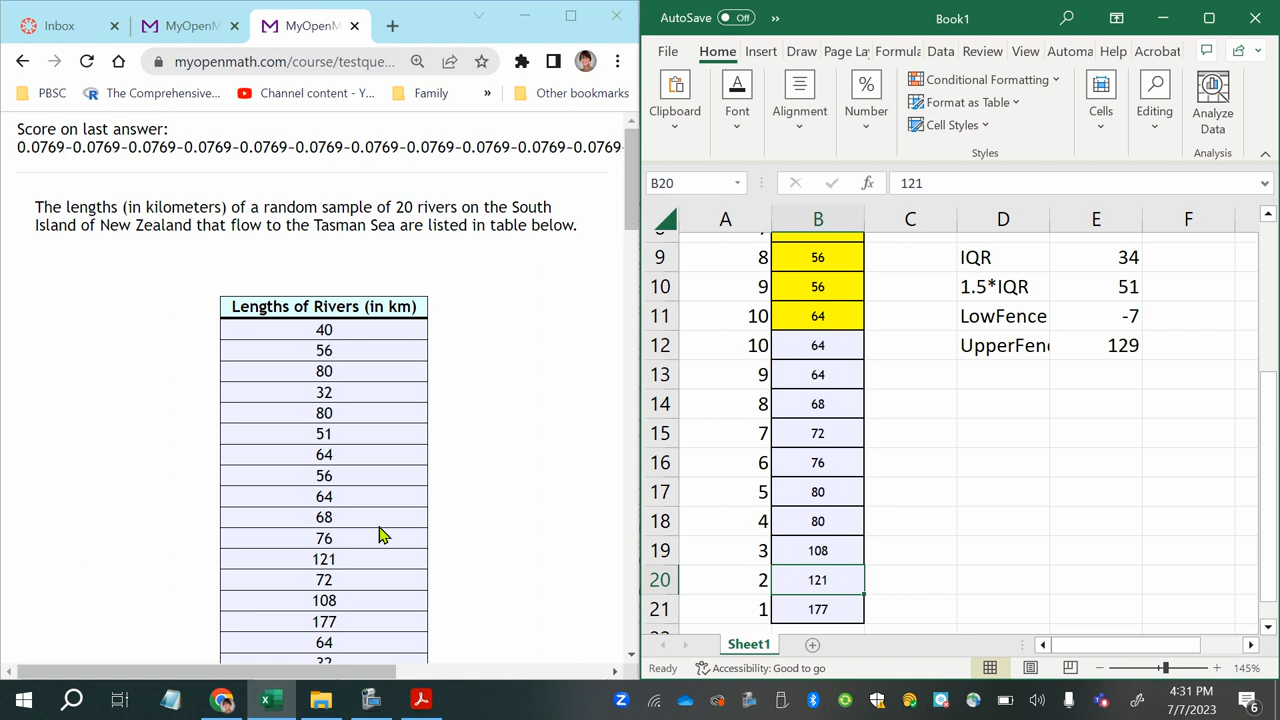 Inbox
MyOpenM
MyOpenM
myopenmath.com/course/testque...
PBSC
The Comprehensive...
Channel content - Y...
Family
»
Other bookmarks
Score on last answer:
0.0769~0.0769~0.0769~0.0769~0.0769~0.0769~0.0769~0.0769~0.0769~0.0769~0.0769
The lengths (in kilometers) of a random sample of 20 rivers on the South
Island of New Zealand that flow to the Tasman Sea are listed in table below.
Lengths of Rivers (in km)
40
56
80
32
80
51
64
56
64
68
76
121
72
108
177
64
32
AutoSave Off » Book1
File Home Insert Draw Page Lay Formula Data Review View Automa Help Acrobat
Clipboard
Font
Alignment
Number
Conditional Formatting
Format as Table
Cell Styles
Styles
Cells
Editing
Analyze
Data
Analysis
B20 fx 121
A B C D E F
9 8 56 IQR 34
10 9 56 1.5*IQR 51
11 10 64 LowFence -7
12 10 64 UpperFenc 129
13 9 64
14 8 68
15 7 72
16 6 76
17 5 80
18 4 80
19 3 108
20 2 121
21 1 177
Sheet1
Ready Accessibility: Good to go 145%
4:31 PM
7/7/2023
6